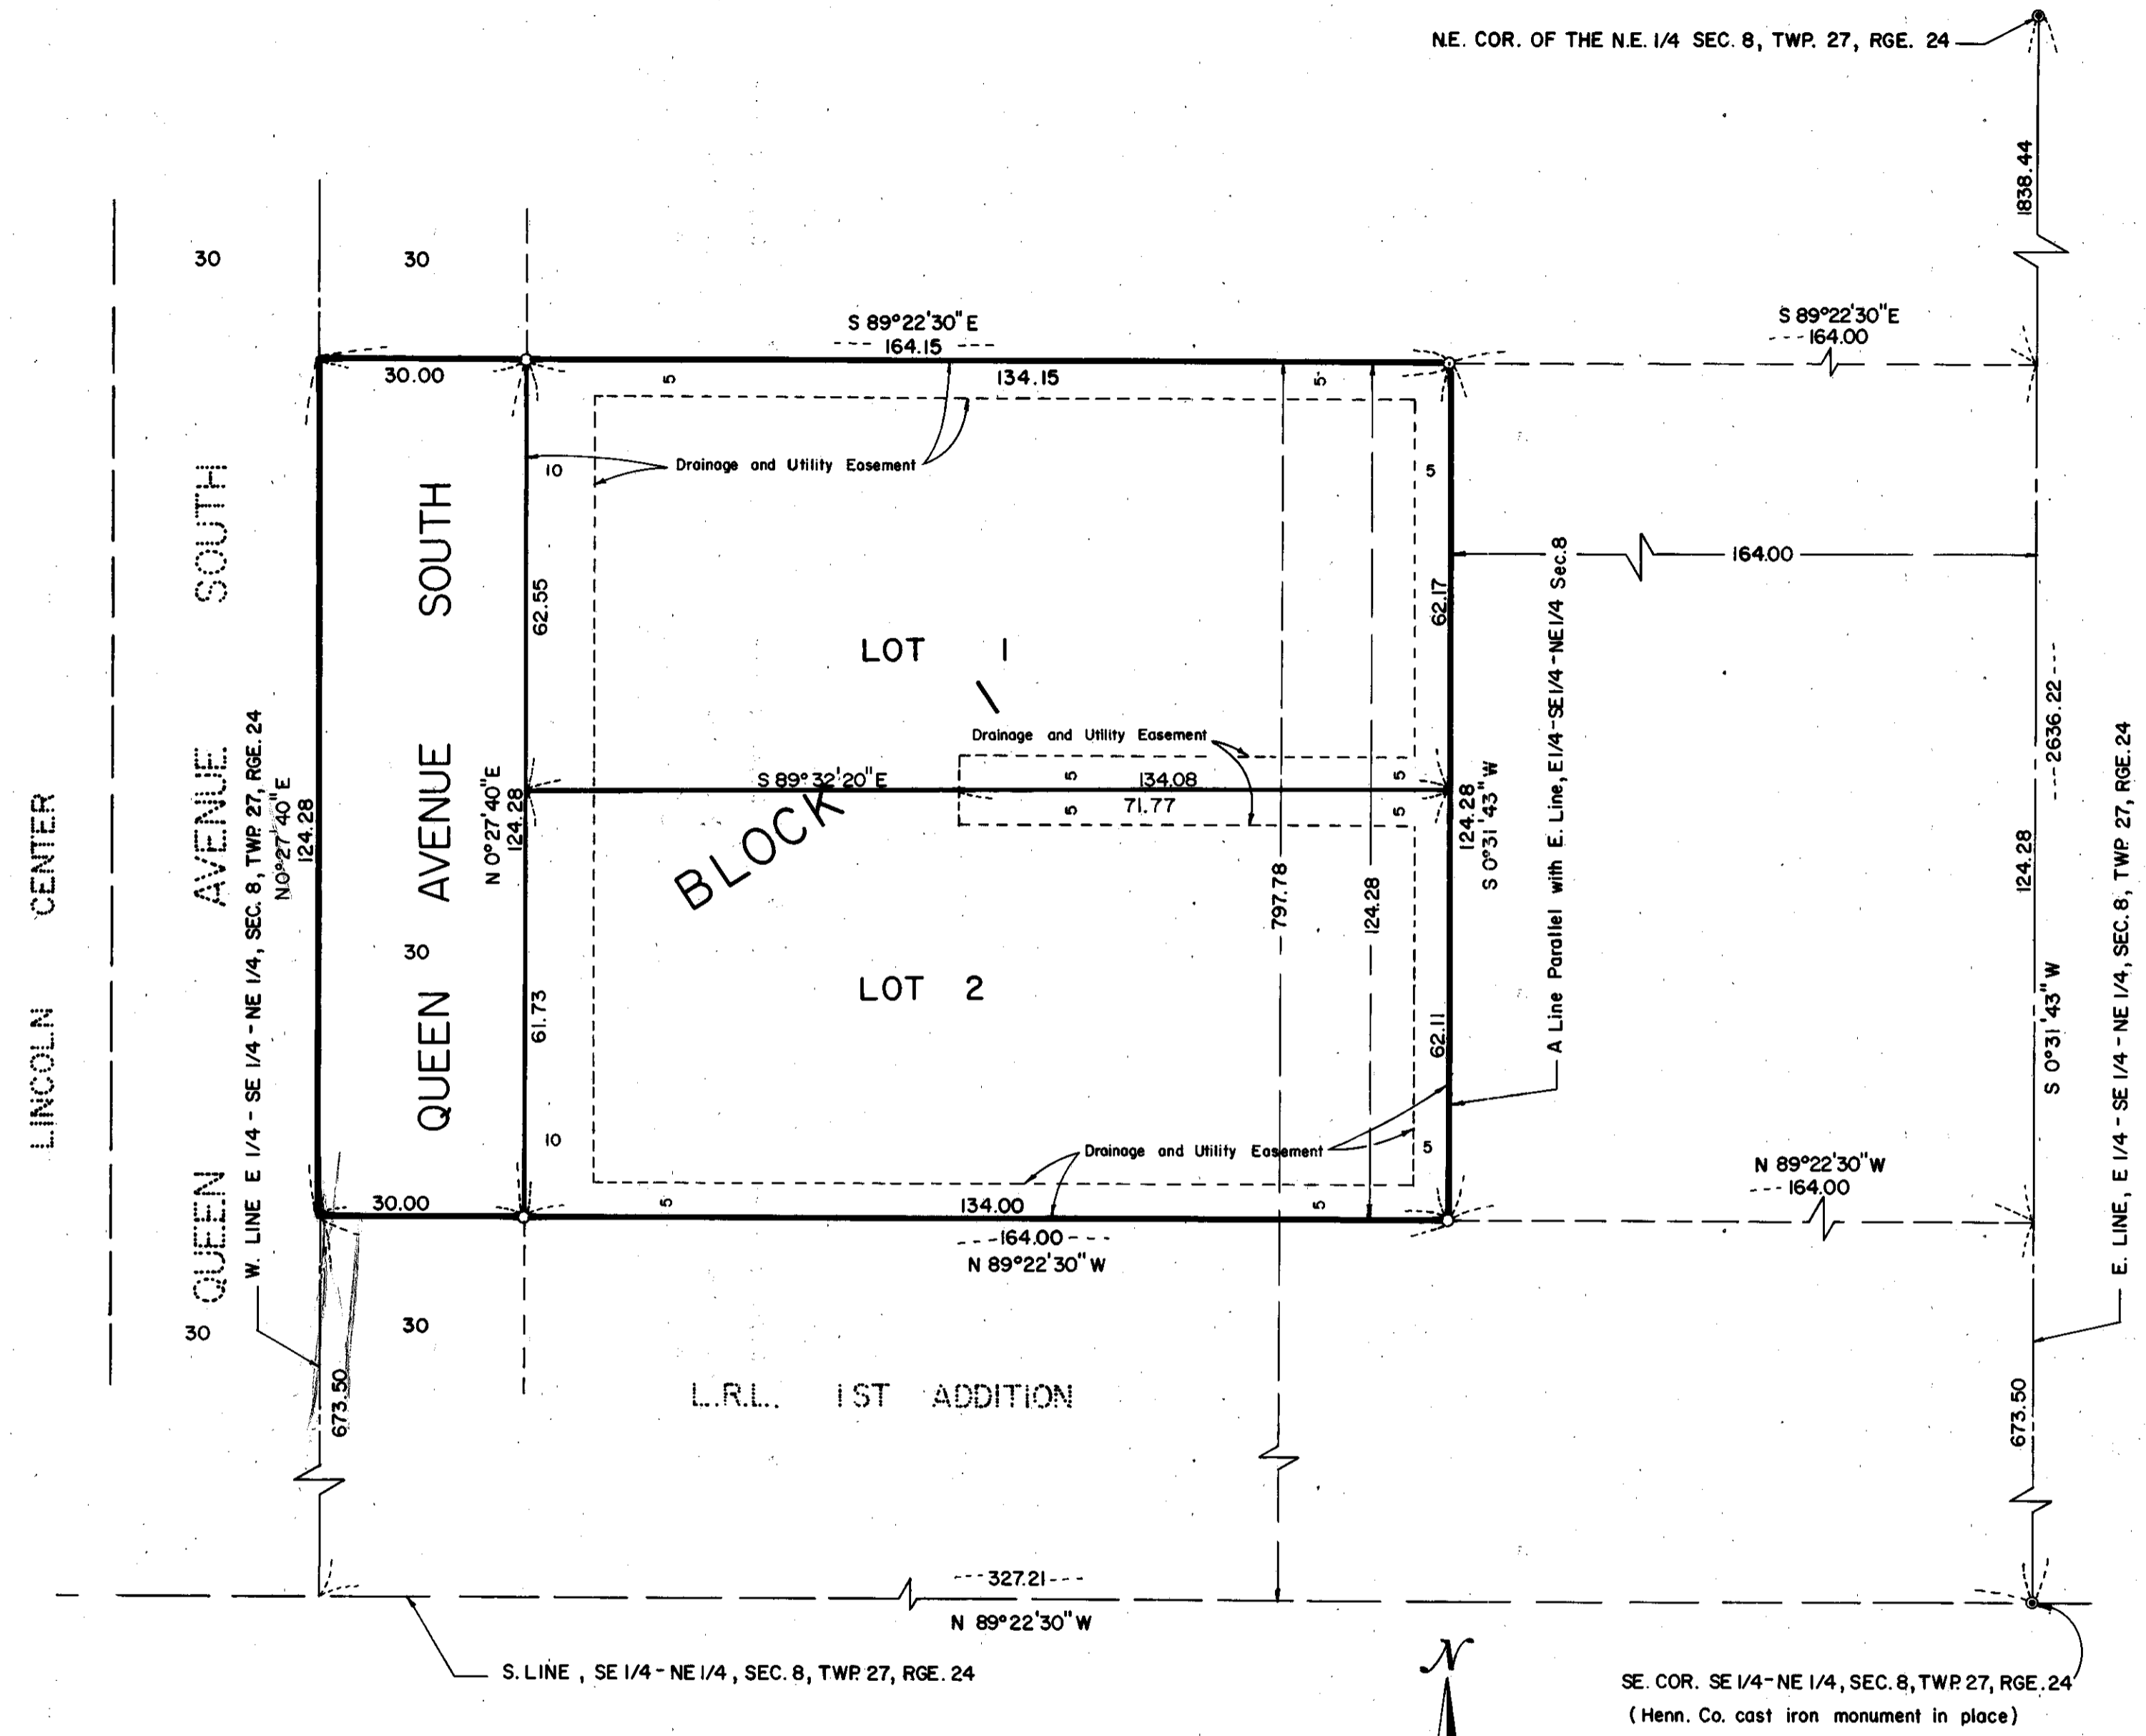 N.E. COR. OF THE N.E. 1/4 SEC. 8, TWP. 27, RGE. 24
1838.44
30
30
S 89°22'30"E
--- 164.15 ---
S 89°22'30"E
---164.00
30.00
5
134.15
5
Drainage and Utility Easement
10
5
62.55
62.17
164.00
LOT 1
Drainage and Utility Easement
5
5
S 89°32'20"E
134.08
71.77
5
5
BLOCK 1
LOT 2
797.78
124.28
124.28
S 0°31'43"W
A Line Parallel with E. Line, E1/4-SE1/4-NE1/4 Sec.8
---2636.22---
124.28
S 0°31'43"W
E. LINE, E 1/4 - SE 1/4 - NE 1/4, SEC. 8, TWP. 27, RGE. 24
LINCOLN CENTER
QUEEN AVENUE SOUTH
W. LINE E 1/4 - SE 1/4 - NE 1/4, SEC. 8, TWP. 27, RGE. 24
N 0°27'40"E
124.28
QUEEN AVENUE SOUTH
30
N 0°27'40"E
124.28
61.73
62.11
10
Drainage and Utility Easement
5
N 89°22'30"W
---164.00
30.00
5
134.00
5
---164.00---
N 89°22'30"W
30
30
673.50
L.R.L. 1ST ADDITION
673.50
---327.21---
N 89°22'30"W
S. LINE , SE 1/4 - NE 1/4, SEC. 8, TWP. 27, RGE. 24
N
SE. COR. SE 1/4-NE 1/4, SEC. 8, TWP. 27, RGE. 24
(Henn. Co. cast iron monument in place)